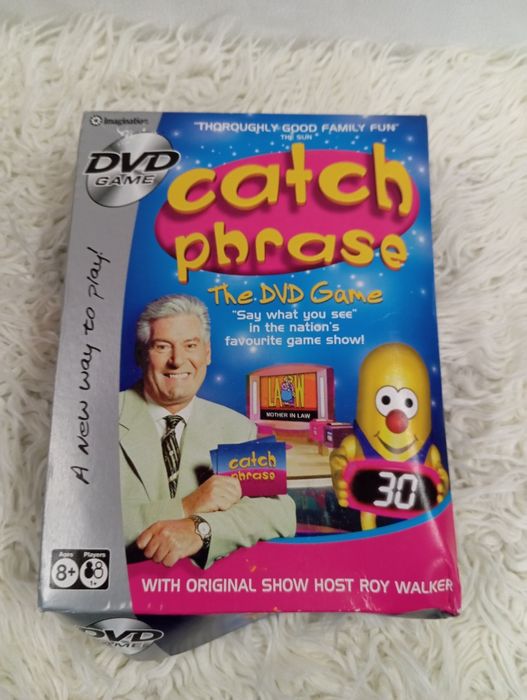 Imagination
"THOROUGHLY GOOD FAMILY FUN"
THE SUN
DVD
GAME
catch
phrase
The DVD Game
"Say what you see"
in the nation's
favourite game show!
A new way to play!
LAW
MOTHER IN LAW
catch
phrase
30
Ages
8+
Players
1+
WITH ORIGINAL SHOW HOST ROY WALKER
DVD